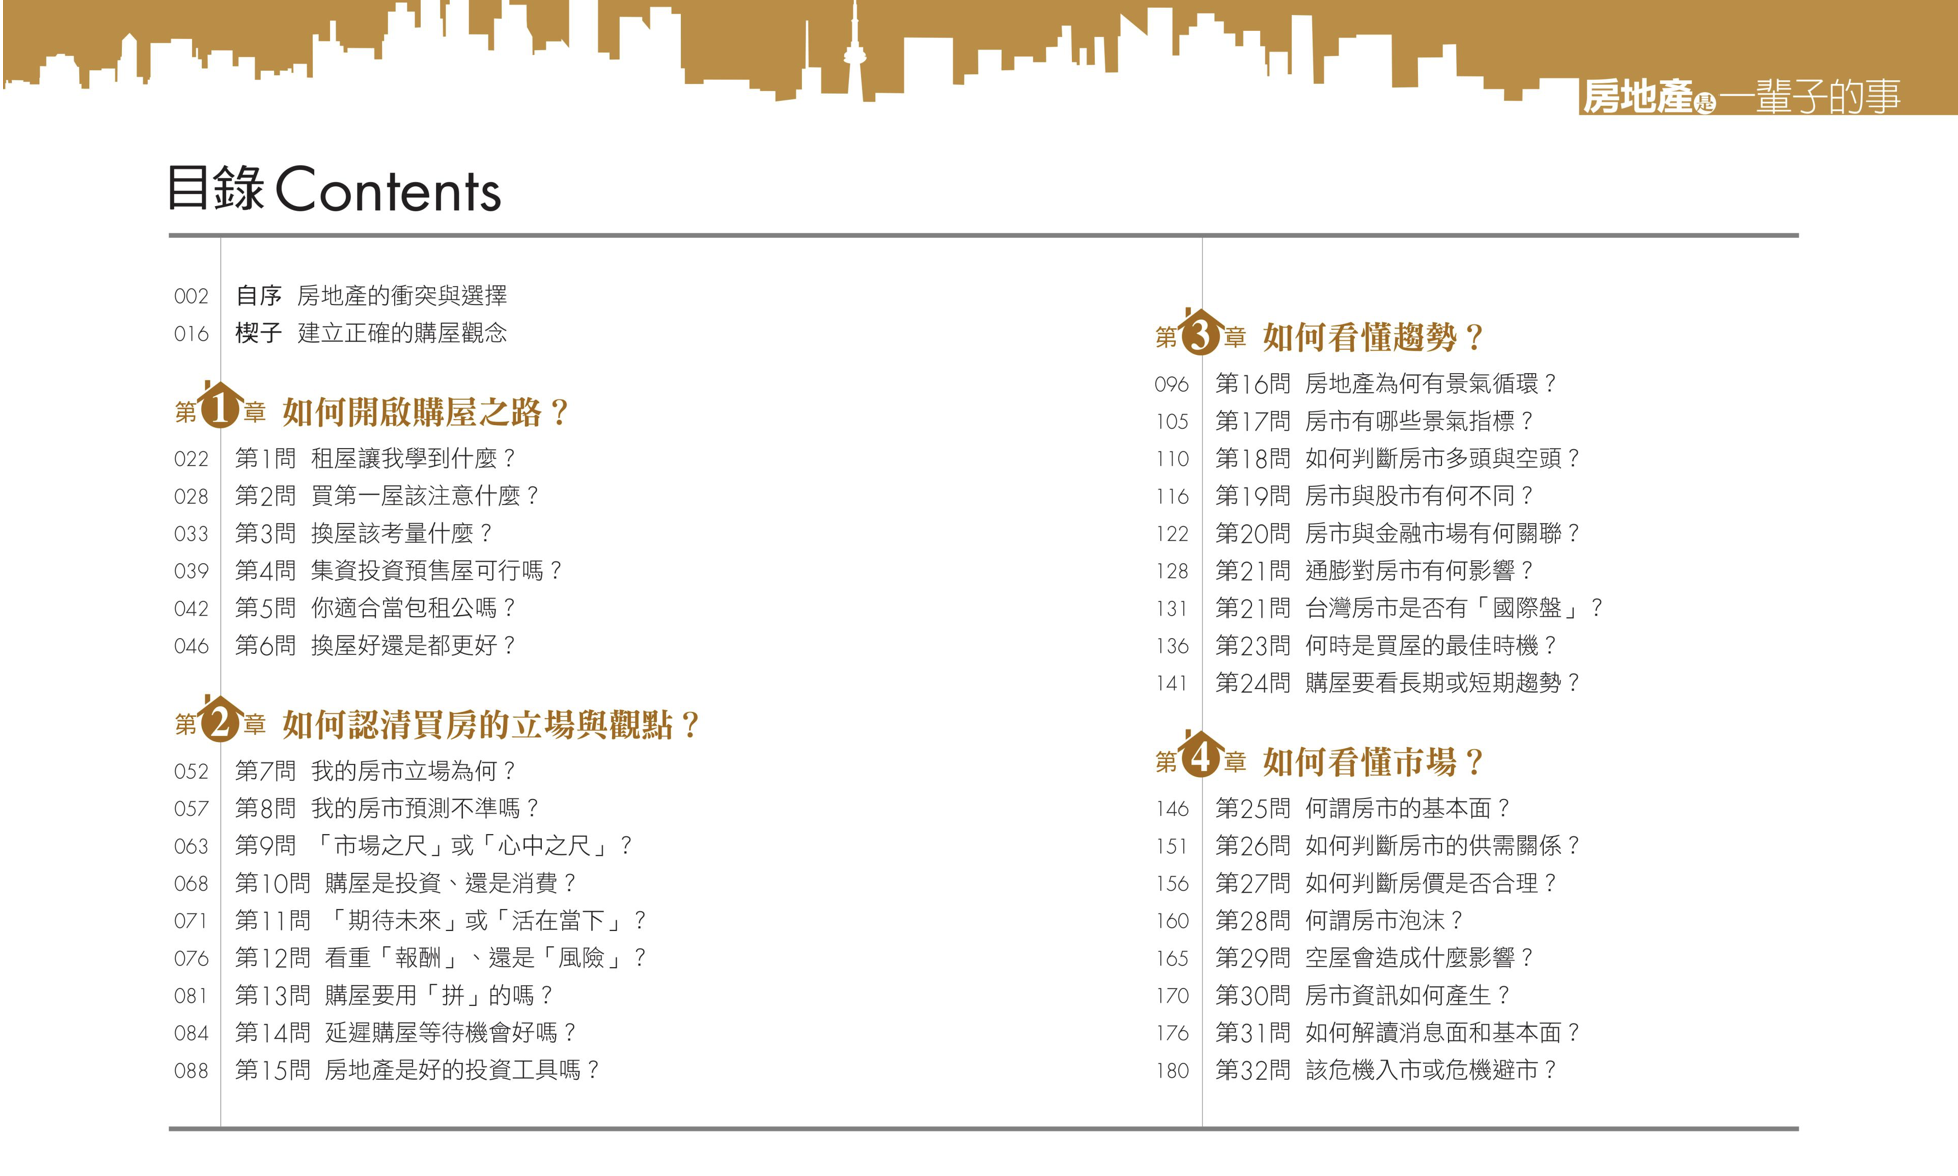 房地產是一輩子的事
目錄 Contents
002 自序 房地產的衝突與選擇
016 楔子 建立正確的購屋觀念
第1章 如何開啟購屋之路？
022 第1問 租屋讓我學到什麼？
028 第2問 買第一屋該注意什麼？
033 第3問 換屋該考量什麼？
039 第4問 集資投資預售屋可行嗎？
042 第5問 你適合當包租公嗎？
046 第6問 換屋好還是都更好？
第2章 如何認清買房的立場與觀點？
052 第7問 我的房市立場為何？
057 第8問 我的房市預測不準嗎？
063 第9問 「市場之尺」或「心中之尺」？
068 第10問 購屋是投資、還是消費？
071 第11問 「期待未來」或「活在當下」？
076 第12問 看重「報酬」、還是「風險」？
081 第13問 購屋要用「拼」的嗎？
084 第14問 延遲購屋等待機會好嗎？
088 第15問 房地產是好的投資工具嗎？
第3章 如何看懂趨勢？
096 第16問 房地產為何有景氣循環？
105 第17問 房市有哪些景氣指標？
110 第18問 如何判斷房市多頭與空頭？
116 第19問 房市與股市有何不同？
122 第20問 房市與金融市場有何關聯？
128 第21問 通膨對房市有何影響？
131 第21問 台灣房市是否有「國際盤」？
136 第23問 何時是買屋的最佳時機？
141 第24問 購屋要看長期或短期趨勢？
第4章 如何看懂市場？
146 第25問 何謂房市的基本面？
151 第26問 如何判斷房市的供需關係？
156 第27問 如何判斷房價是否合理？
160 第28問 何謂房市泡沫？
165 第29問 空屋會造成什麼影響？
170 第30問 房市資訊如何產生？
176 第31問 如何解讀消息面和基本面？
180 第32問 該危機入市或危機避市？